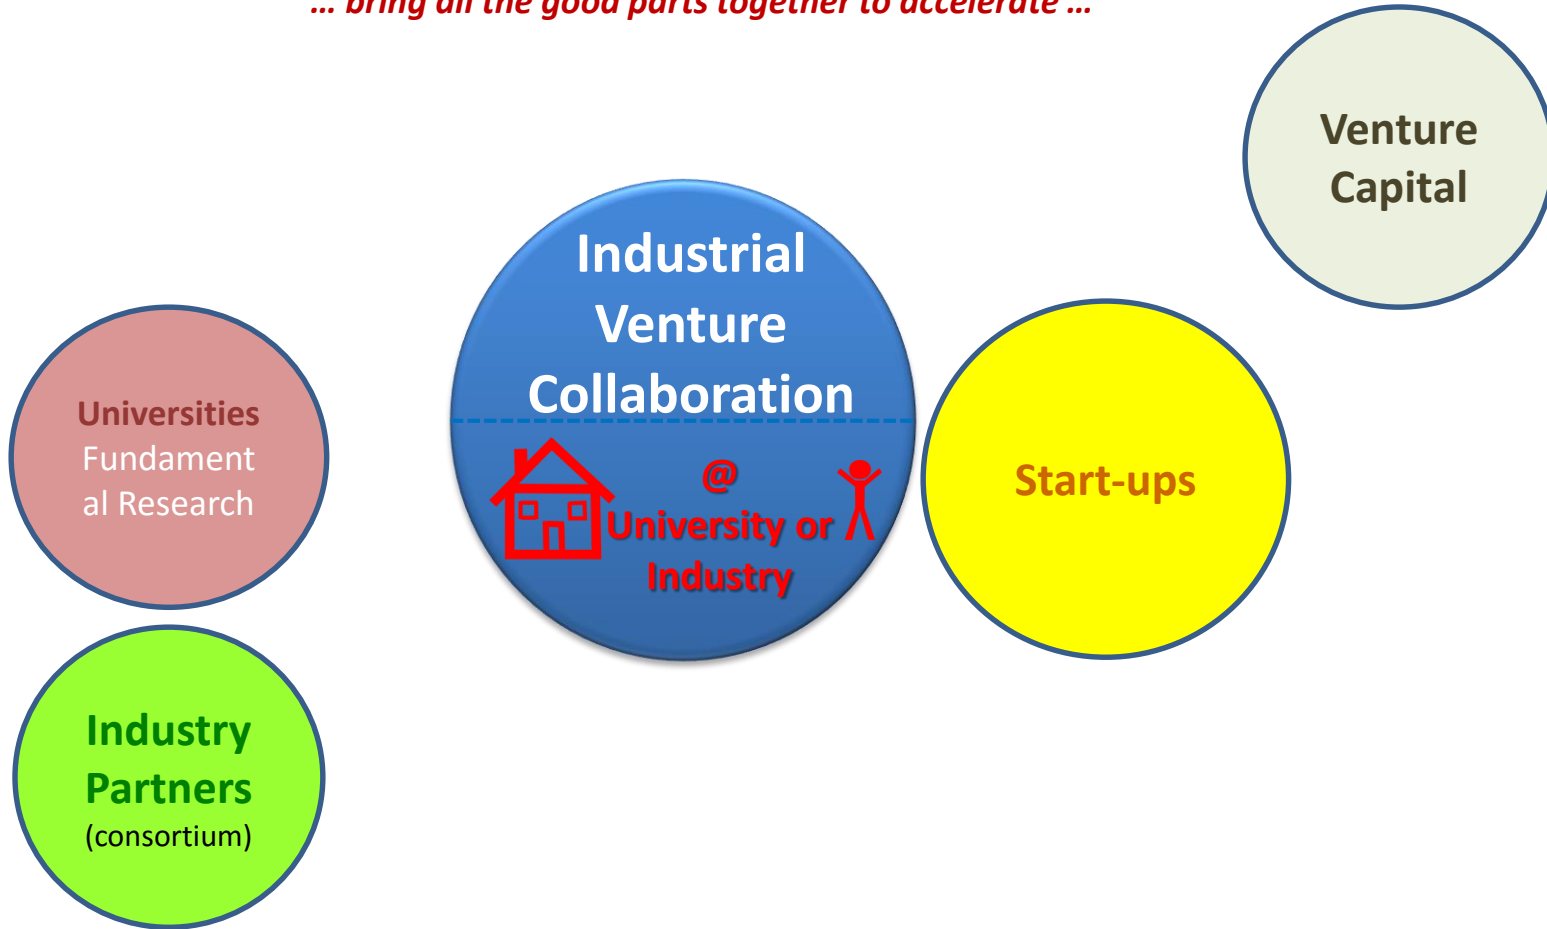 ... bring all the good parts together to accelerate ...
Venture
Capital
Industrial
Venture
Collaboration
@
University or
Industry
Universities
Fundament
al Research
Start-ups
Industry
Partners
(consortium)